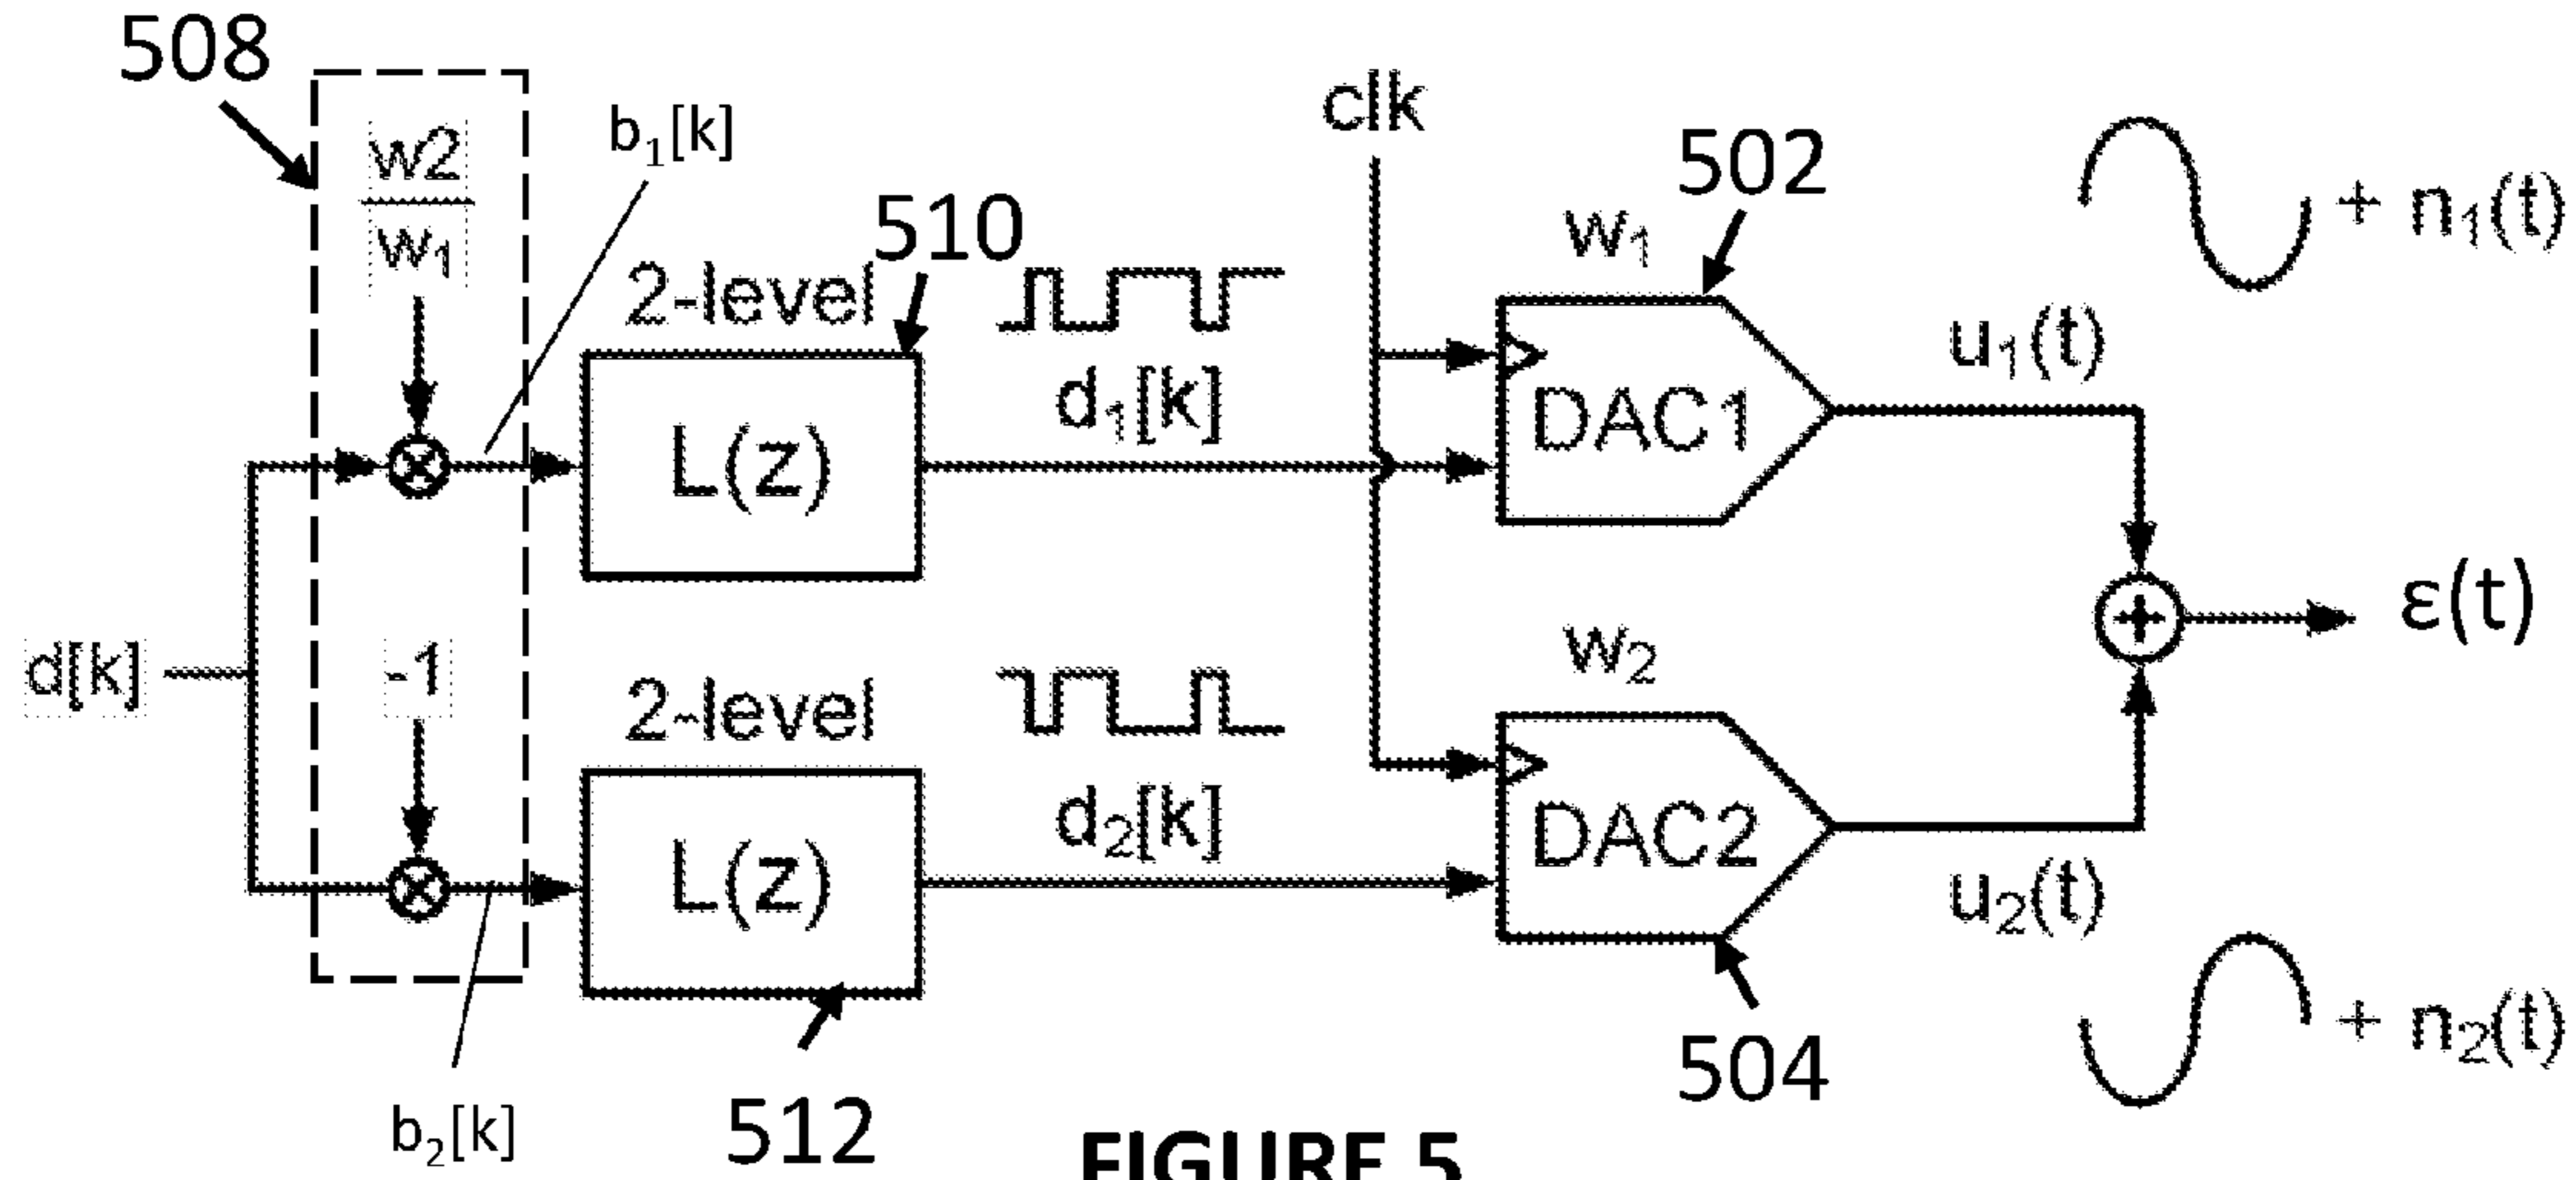 508
w2
w₁
b₁[k]
clk
502
w₁
+ n₁(t)
2-level
510
u₁(t)
d₁[k]
DAC1
L(z)
ε(t)
d[k]
-1
w₂
2-level
d₂[k]
DAC2
L(z)
u₂(t)
504
+ n₂(t)
b₂[k]
512
FIGURE 5